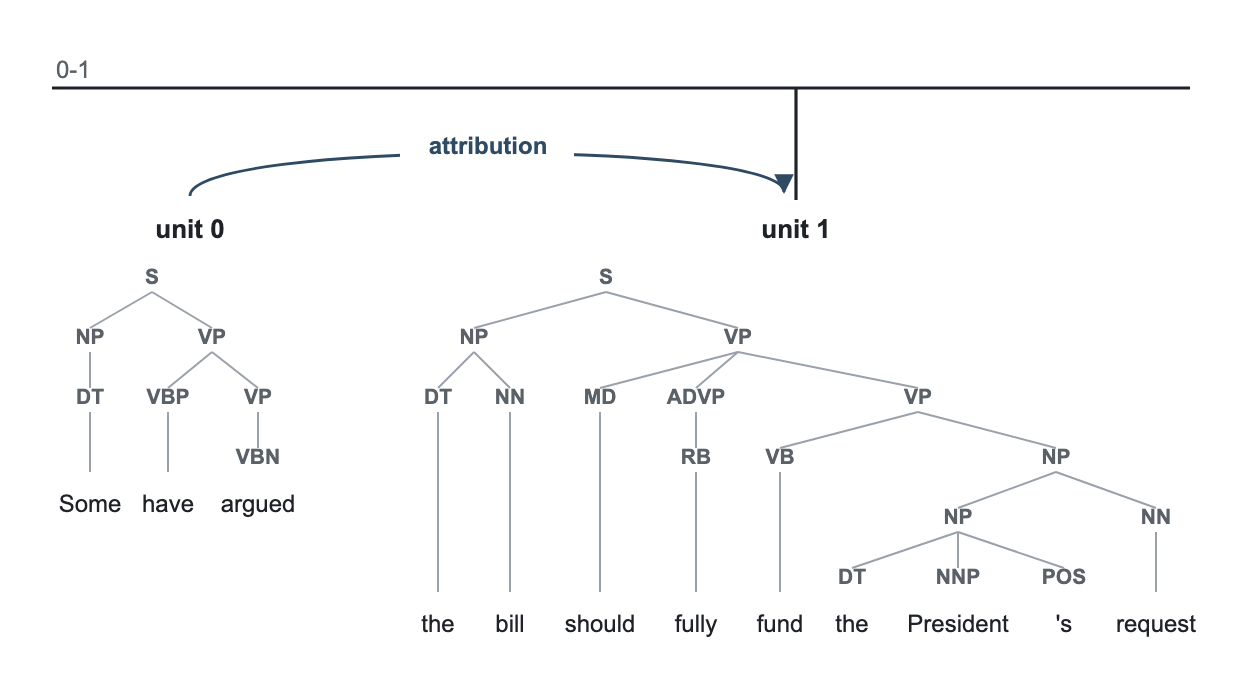 0-1
attribution
unit 0 unit 1
S S
NP VP NP VP
DT VBP VP DT NN MD ADVP VP
VBN RB VB NP
Some have argued NP NN
DT NNP POS
the bill should fully fund the President 's request